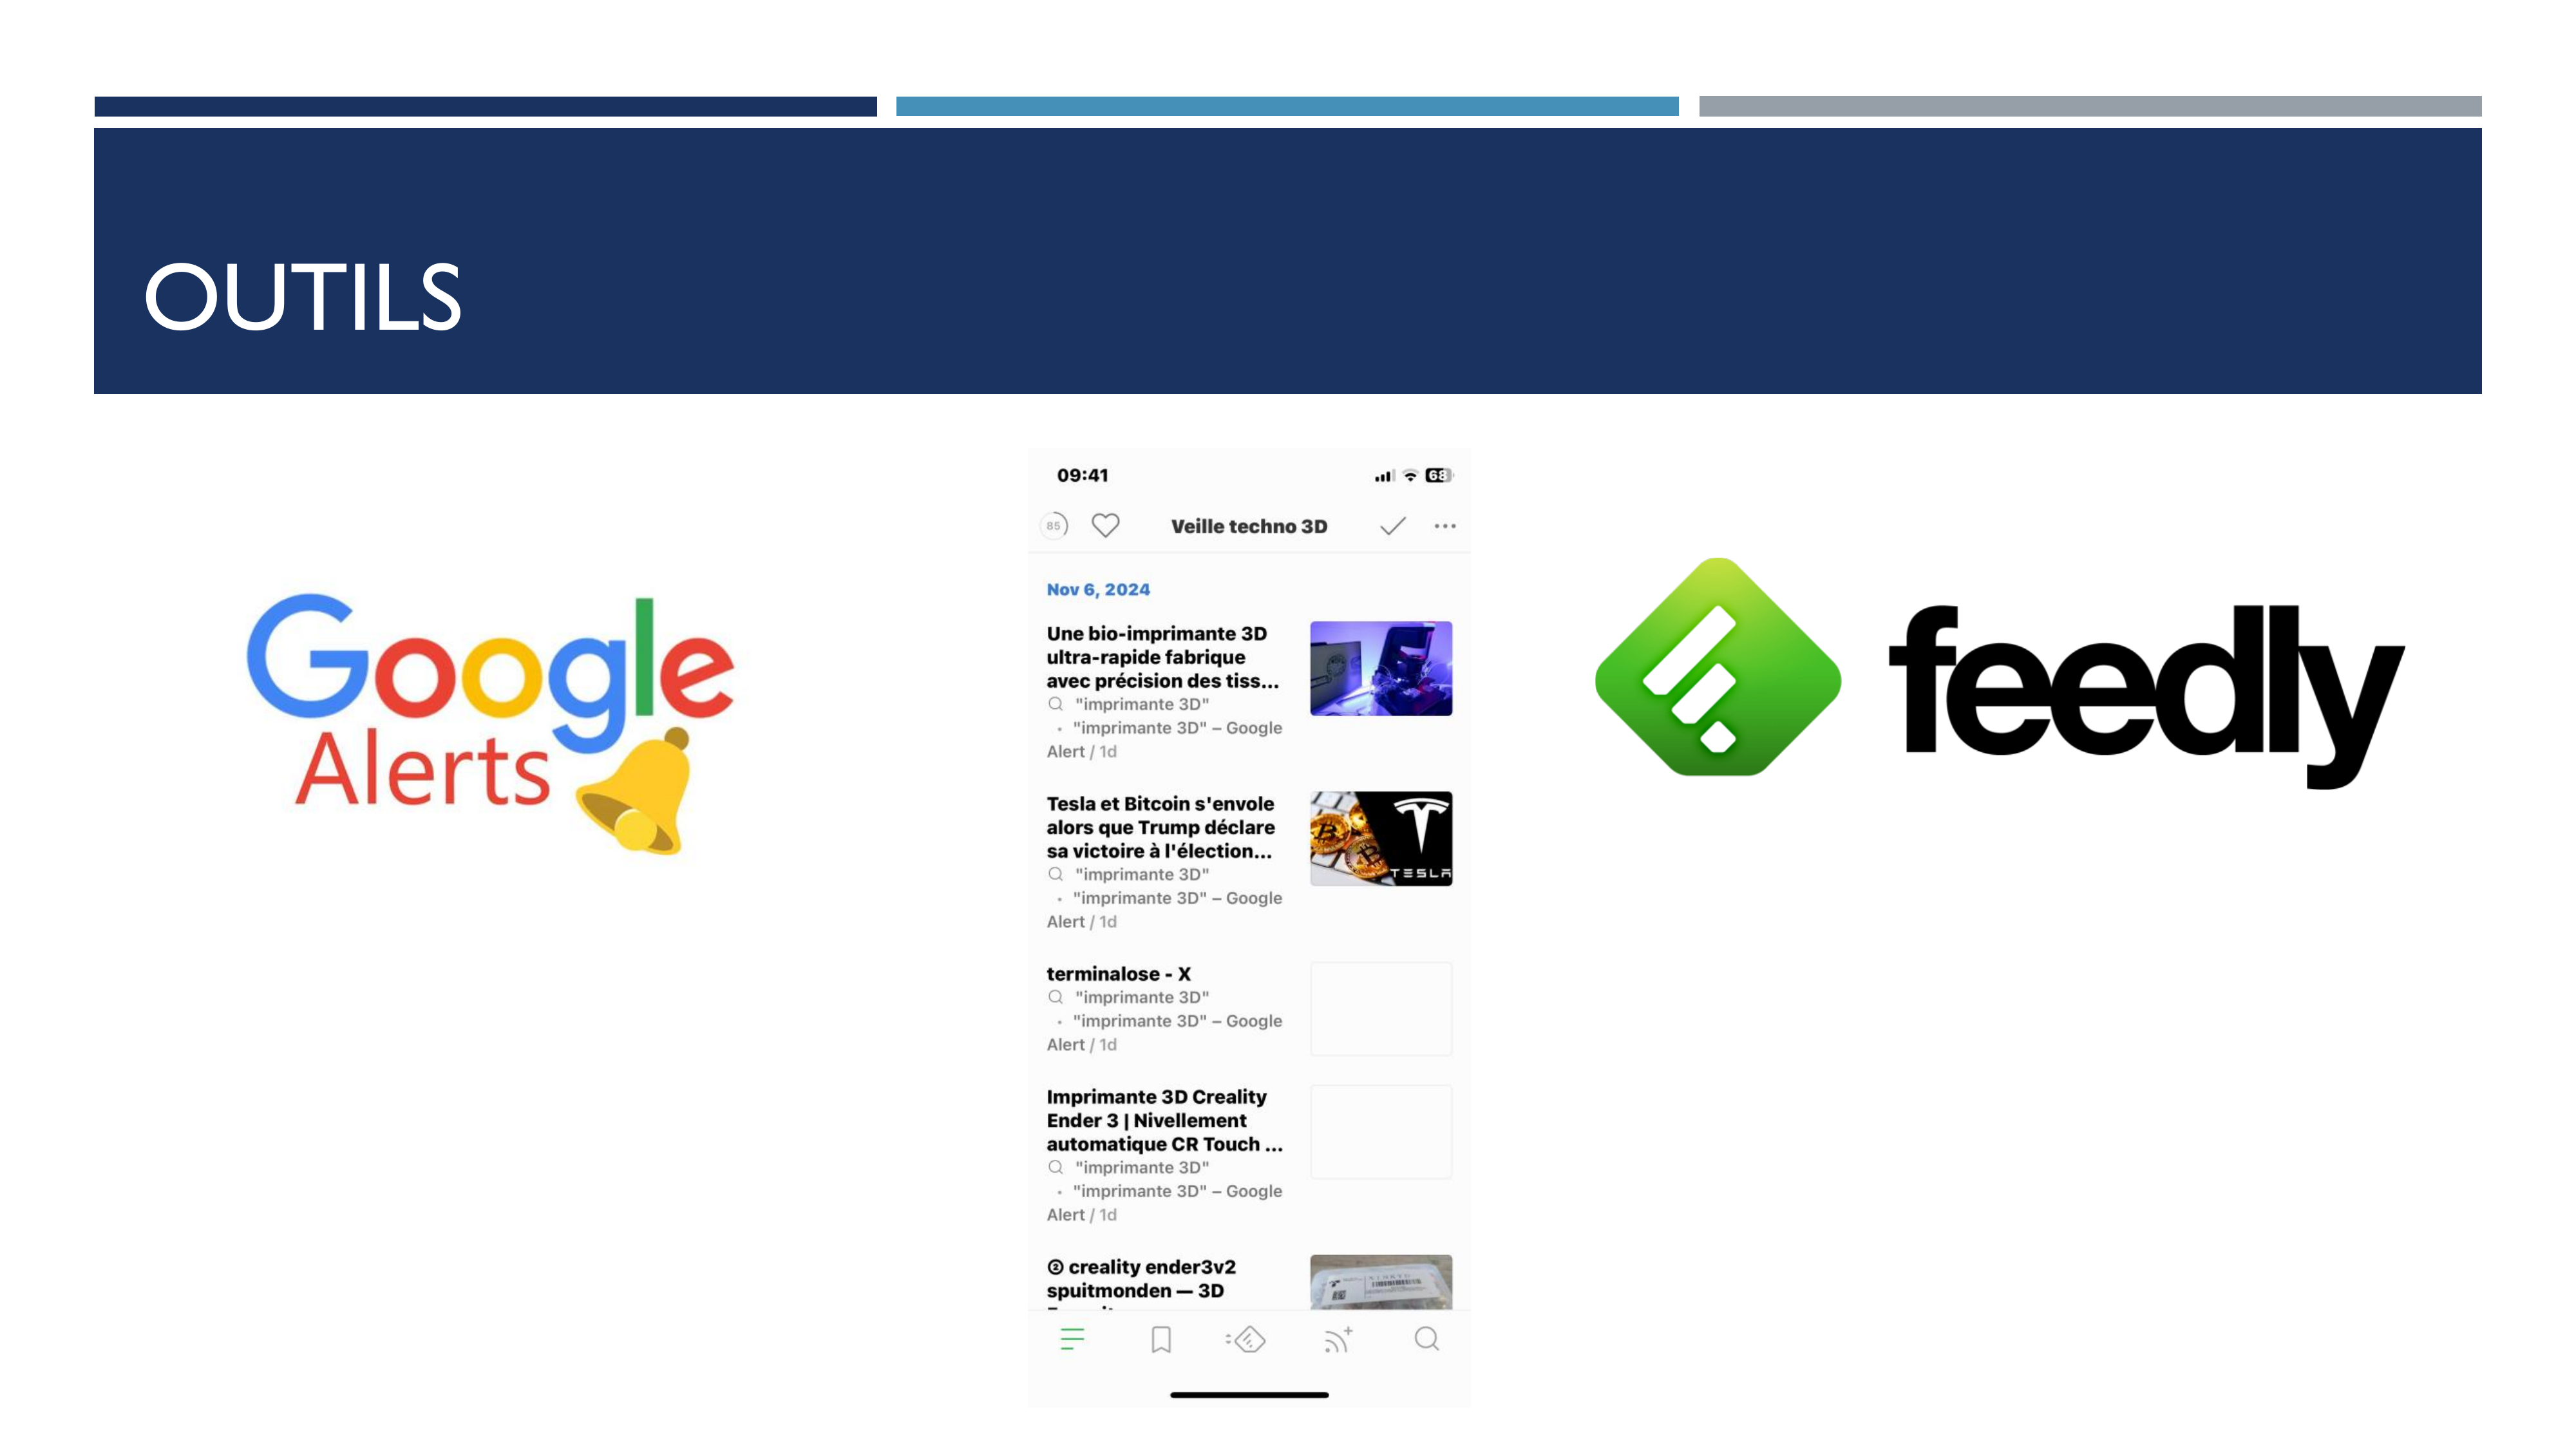 OUTILS
Google
Alerts
09:41
68
85
Veille techno 3D
Nov 6, 2024
Une bio-imprimante 3D
ultra-rapide fabrique
avec précision des tiss...
"imprimante 3D"
• "imprimante 3D" – Google
Alert / 1d
Tesla et Bitcoin s'envole
alors que Trump déclare
sa victoire à l'élection...
"imprimante 3D"
• "imprimante 3D" – Google
Alert / 1d
TESLA
terminalose - X
"imprimante 3D"
• "imprimante 3D" – Google
Alert / 1d
Imprimante 3D Creality
Ender 3 | Nivellement
automatique CR Touch ...
"imprimante 3D"
• "imprimante 3D" – Google
Alert / 1d
② creality ender3v2
spuitmonden — 3D
feedly